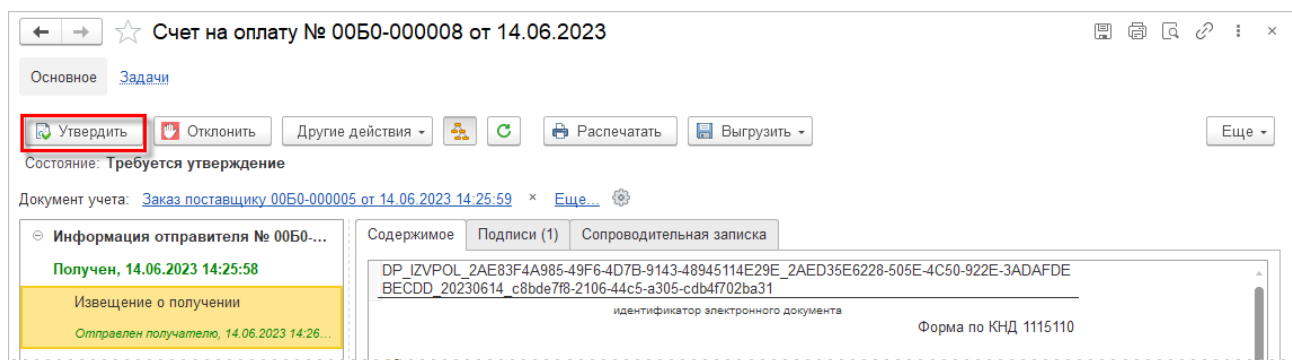 Счет на оплату № 00Б0-000008 от 14.06.2023
Основное Задачи
Утвердить Отклонить Другие действия Распечатать Выгрузить Еще
Состояние: Требуется утверждение
Документ учета: Заказ поставщику 00Б0-000005 от 14.06.2023 14:25:59 × Еще...
Информация отправителя № 00Б0-... Содержимое Подписи (1) Сопроводительная записка
Получен, 14.06.2023 14:25:58
DP_IZVPOL_2AE83F4A985-49F6-4D7B-9143-48945114E29E_2AED35E6228-505E-4C50-922E-3ADAFDE
BECDD_20230614_c8bde7f8-2106-44c5-a305-cdb4f702ba31
Извещение о получении
идентификатор электронного документа
Отправлен получателю, 14.06.2023 14:26...
Форма по КНД 1115110